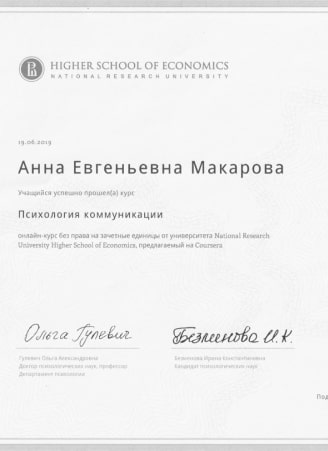 HIGHER SCHOOL OF ECONOMICS
NATIONAL RESEARCH UNIVERSITY
19.06.2019
Анна Евгеньевна Макарова
Учащийся успешно прошел(а) курс
Психология коммуникации
онлайн-курс без права на зачетные единицы от университета National Research
University Higher School of Economics, предлагаемый на Coursera
Ольга Гулевич
Безменова И.К.
Гулевич Ольга Александровна
Доктор психологических наук, профессор
Департамент психологии
Безменова Ирина Константиновна
Кандидат психологических наук
Под